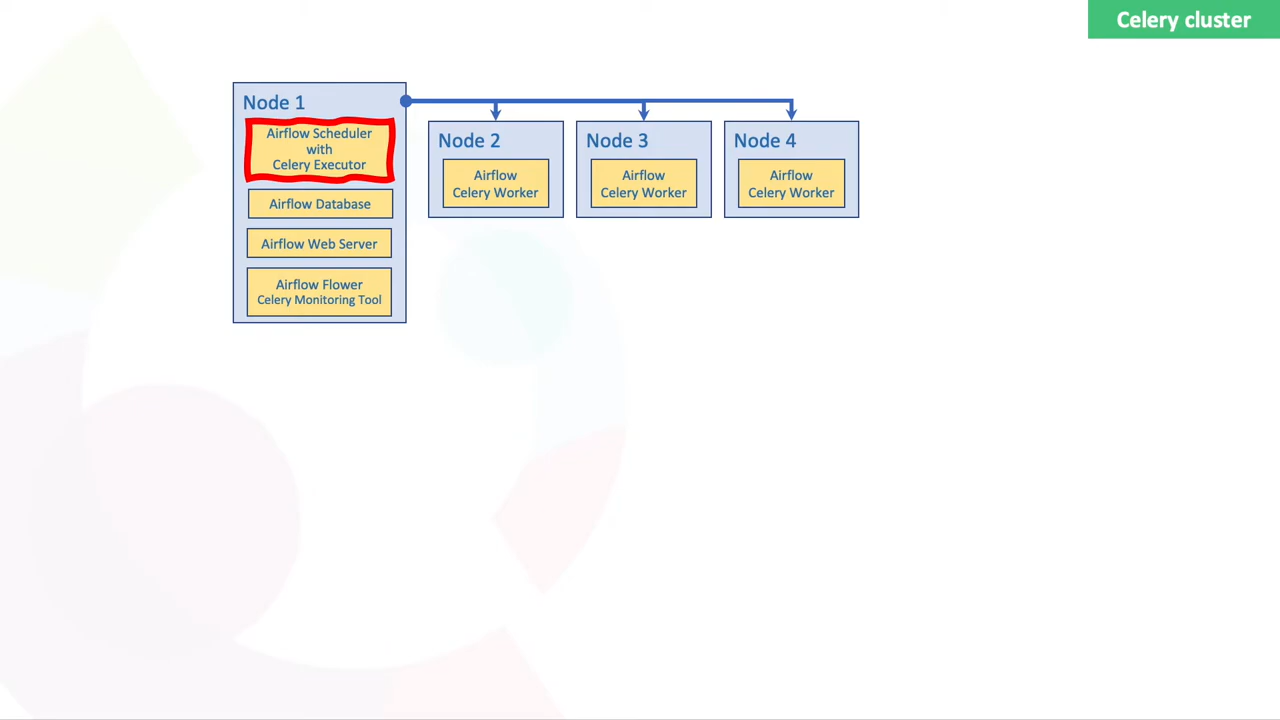 Celery cluster
Node 1
Airflow Scheduler
with
Celery Executor
Airflow Database
Airflow Web Server
Airflow Flower
Celery Monitoring Tool
Node 2
Airflow
Celery Worker
Node 3
Airflow
Celery Worker
Node 4
Airflow
Celery Worker